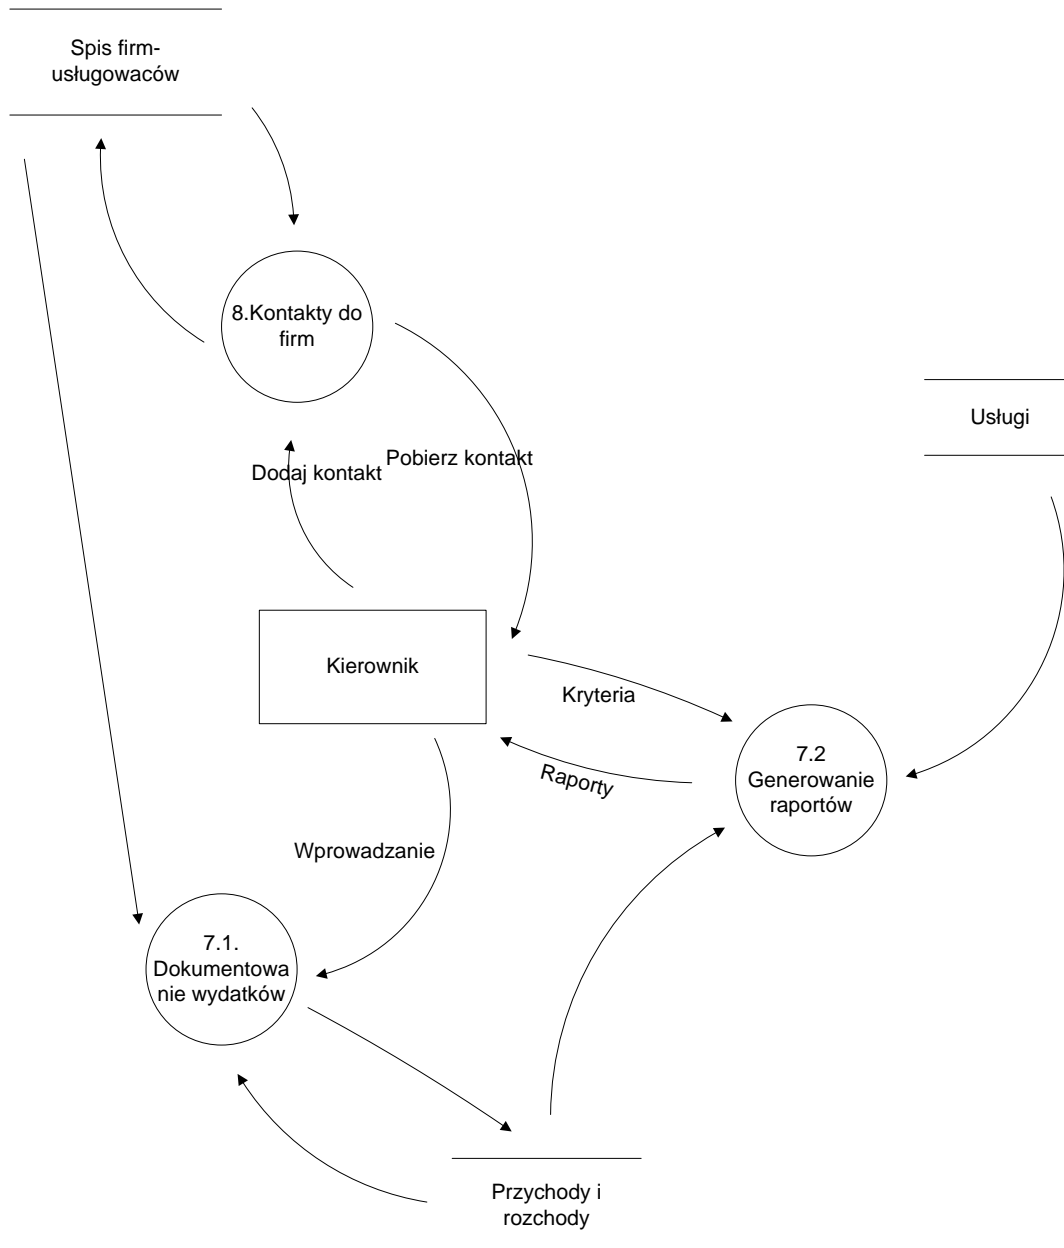 Spis firm-
usługowaców
8.Kontakty do
firm
Usługi
Pobierz kontakt
Dodaj kontakt
Kierownik
Kryteria
7.2
Generowanie
raportów
Raporty
Wprowadzanie
7.1.
Dokumentowa
nie wydatków
Przychody i
rozchody